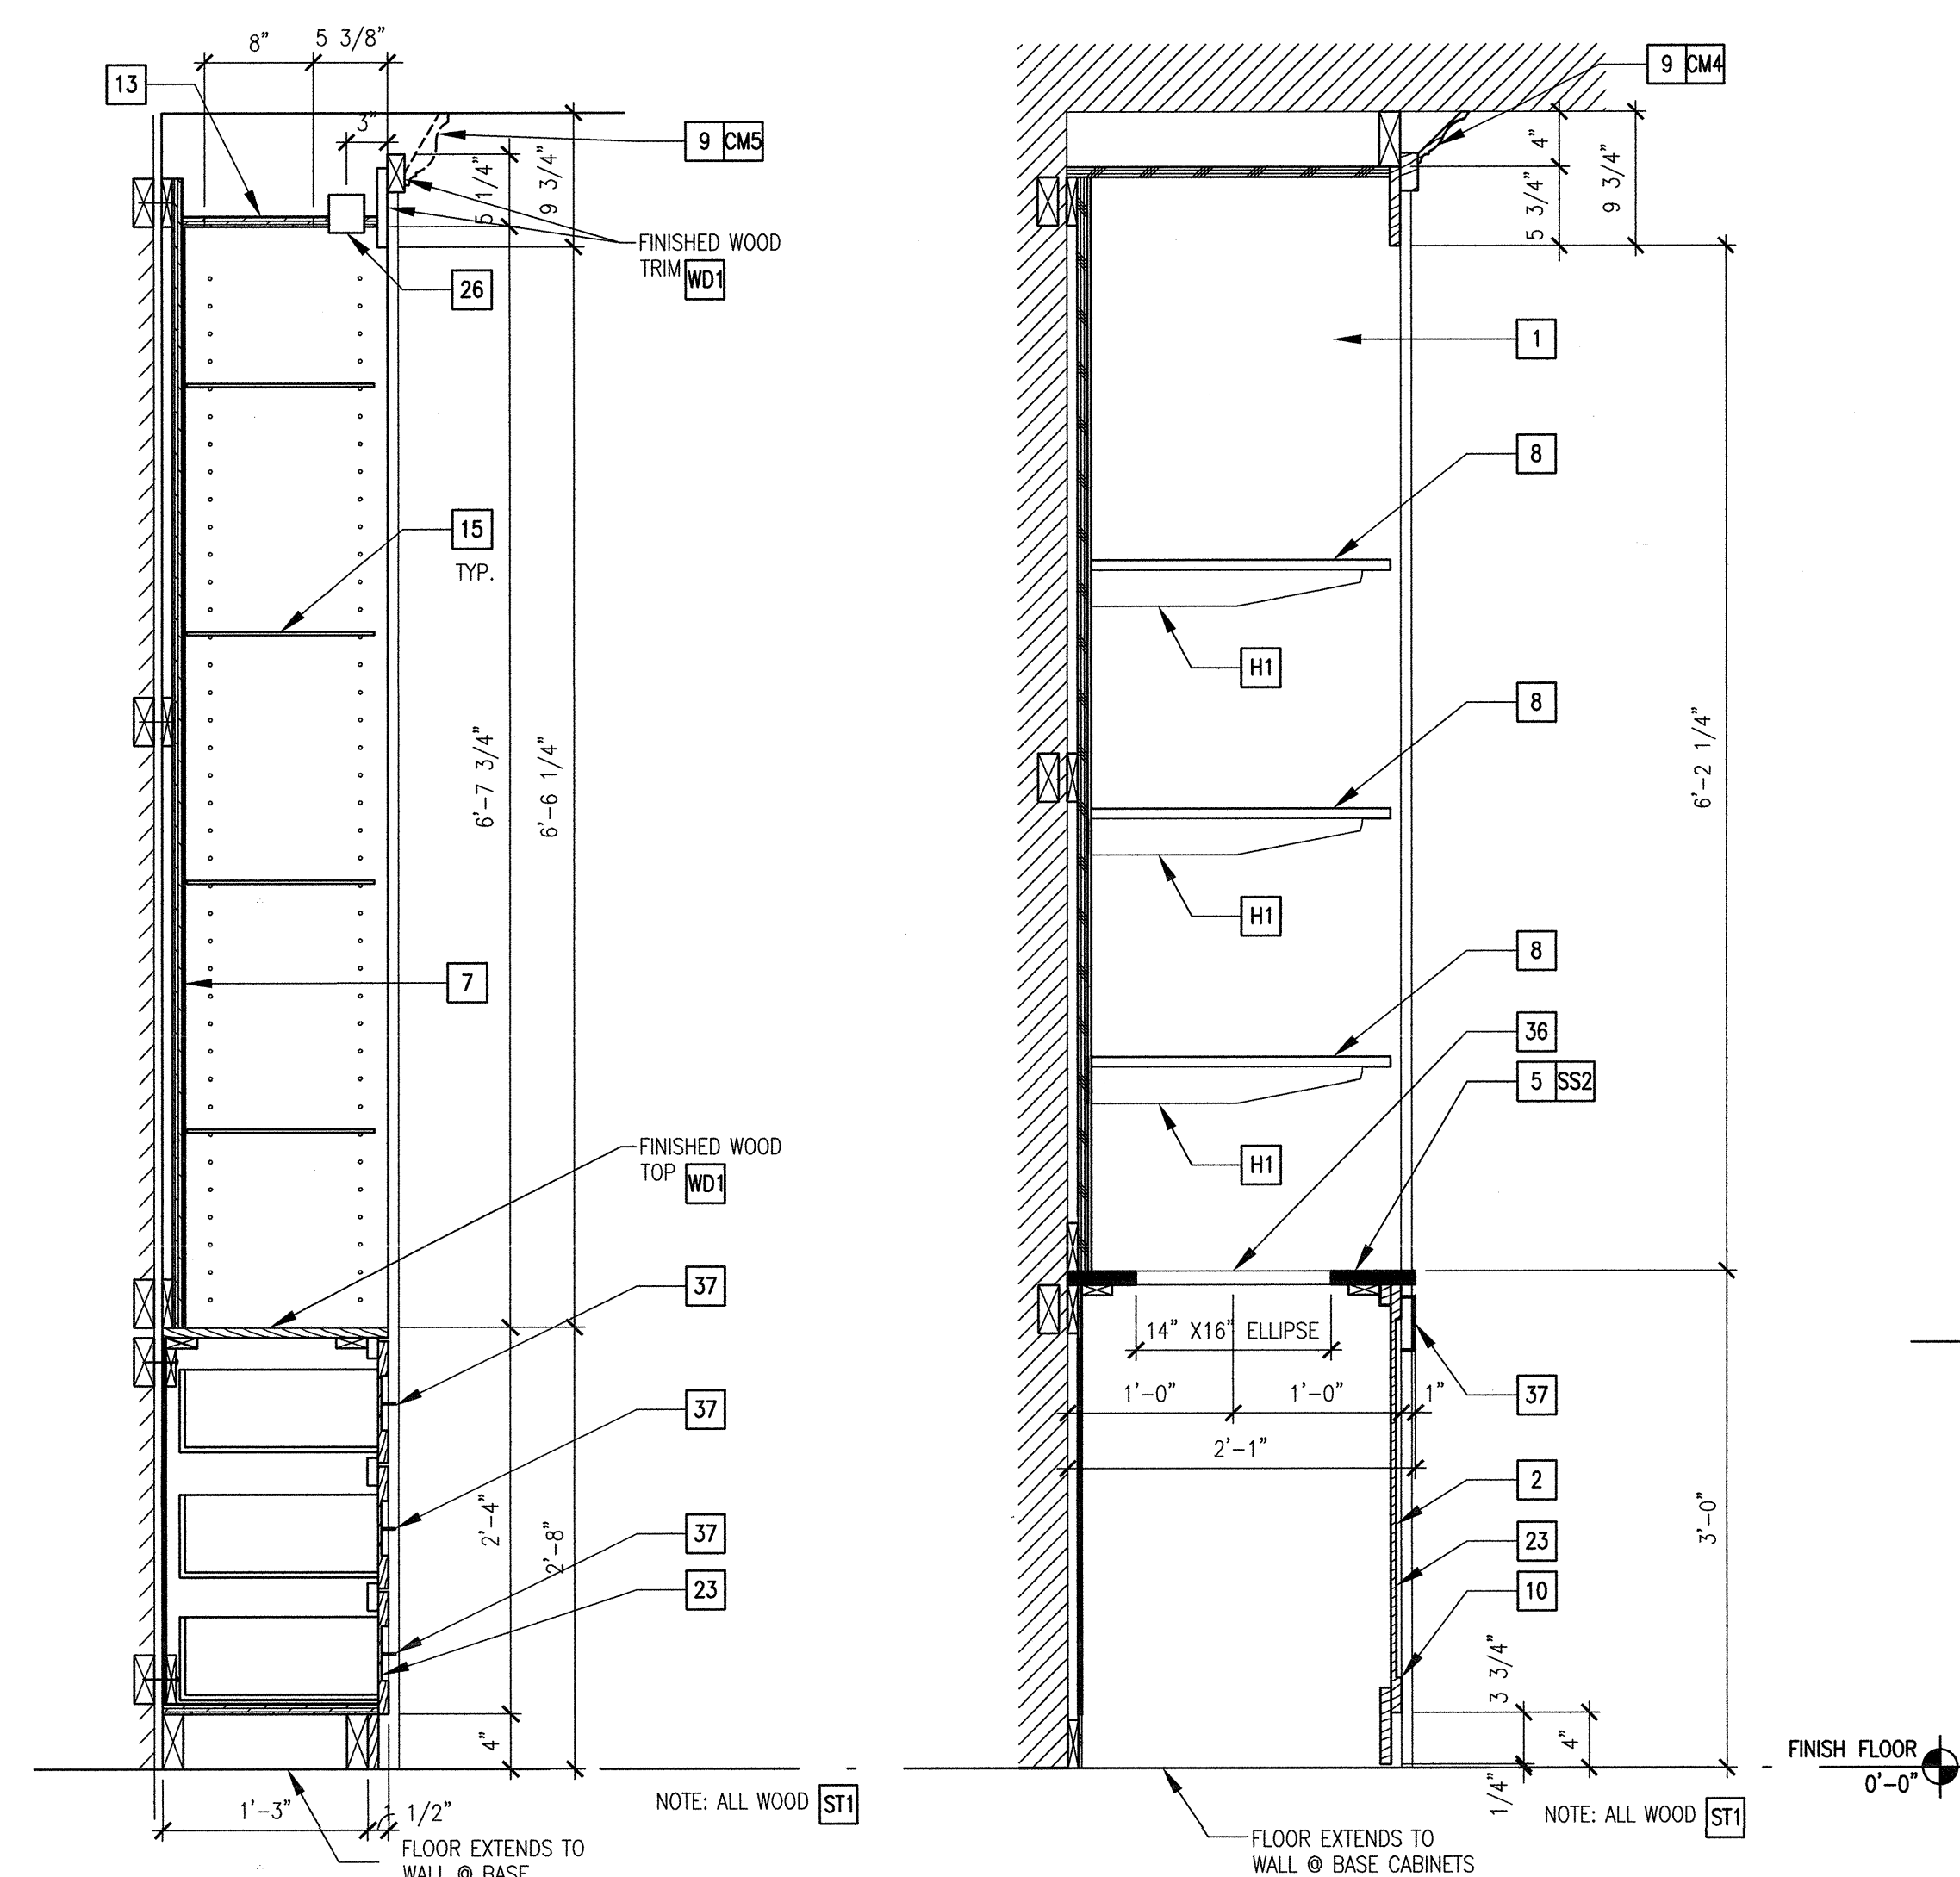 8"
5 3/8"
13
3"
9 CM5
5 1/4"
9 3/4"
FINISHED WOOD
TRIM WD1
26
15
TYP.
6'-7 3/4"
6'-6 1/4"
7
FINISHED WOOD
TOP WD1
37
37
37
23
2'-4"
2'-8"
4"
1'-3"
1/2"
NOTE: ALL WOOD ST1
FLOOR EXTENDS TO
WALL @ BASE
9 CM4
4"
5 3/4"
9 3/4"
1
8
H1
8
H1
8
H1
6'-2 1/4"
36
5 SS2
14" X16" ELLIPSE
1'-0"
1'-0"
1"
2'-1"
37
2
23
10
3'-0"
3 3/4"
4"
1/4"
FINISH FLOOR
0'-0"
NOTE: ALL WOOD ST1
FLOOR EXTENDS TO
WALL @ BASE CABINETS